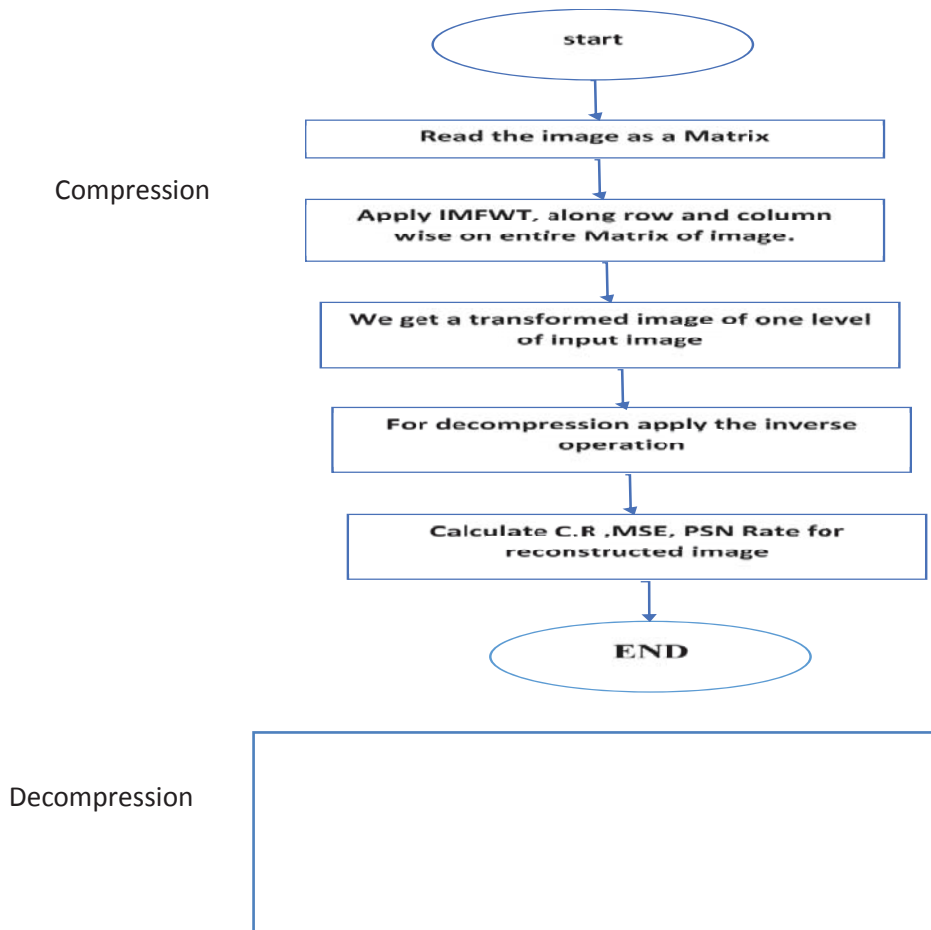 start
Read the image as a Matrix
Compression
Apply IMFWT, along row and column
wise on entire Matrix of image.
We get a transformed image of one level
of input image
For decompression apply the inverse
operation
Calculate C.R ,MSE, PSN Rate for
reconstructed image
END
Decompression